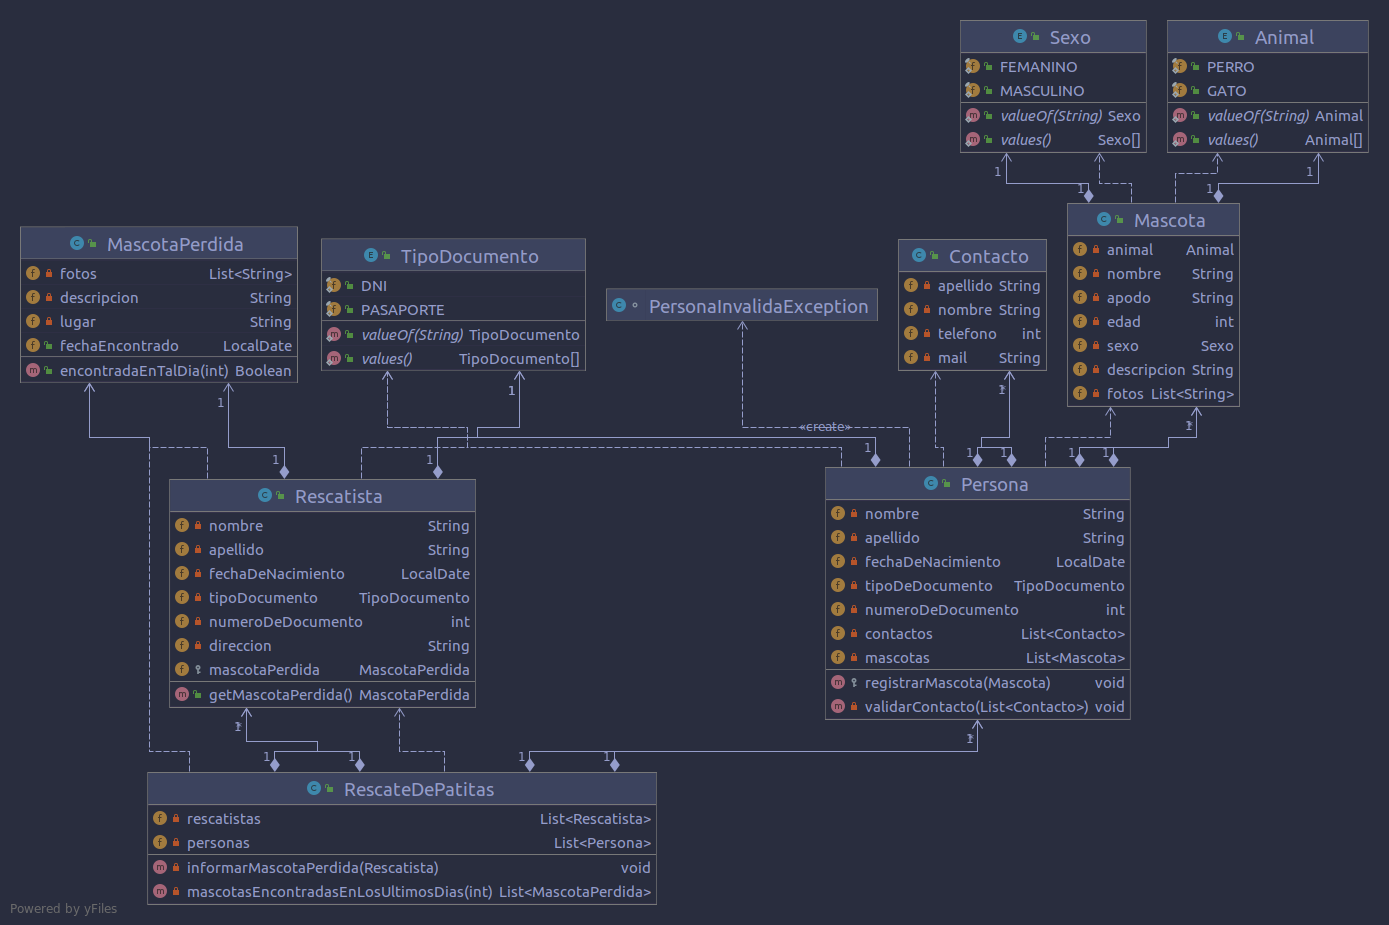 Sexo
FEMANINO
MASCULINO
valueOf(String) Sexo
values() Sexo[]
Animal
PERRO
GATO
valueOf(String) Animal
values() Animal[]
1
1
1
1
MascotaPerdida
fotos List<String>
descripcion String
lugar String
fechaEncontrado LocalDate
encontradaEnTalDia(int) Boolean
TipoDocumento
DNI
PASAPORTE
valueOf(String) TipoDocumento
values() TipoDocumento[]
PersonaInvalidaException
Contacto
apellido String
nombre String
telefono int
mail String
Mascota
animal Animal
nombre String
apodo String
edad int
sexo Sexo
descripcion String
fotos List<String>
1
1
«create»
1
1
1
1
1
1
1
Rescatista
nombre String
apellido String
fechaDeNacimiento LocalDate
tipoDocumento TipoDocumento
numeroDeDocumento int
direccion String
mascotaPerdida MascotaPerdida
getMascotaPerdida() MascotaPerdida
Persona
nombre String
apellido String
fechaDeNacimiento LocalDate
tipoDeDocumento TipoDocumento
numeroDeDocumento int
contactos List<Contacto>
mascotas List<Mascota>
registrarMascota(Mascota) void
validarContacto(List<Contacto>) void
1
1
1
1
RescateDePatitas
rescatistas List<Rescatista>
personas List<Persona>
informarMascotaPerdida(Rescatista) void
mascotasEncontradasEnLosUltimosDias(int) List<MascotaPerdida>
Powered by yFiles